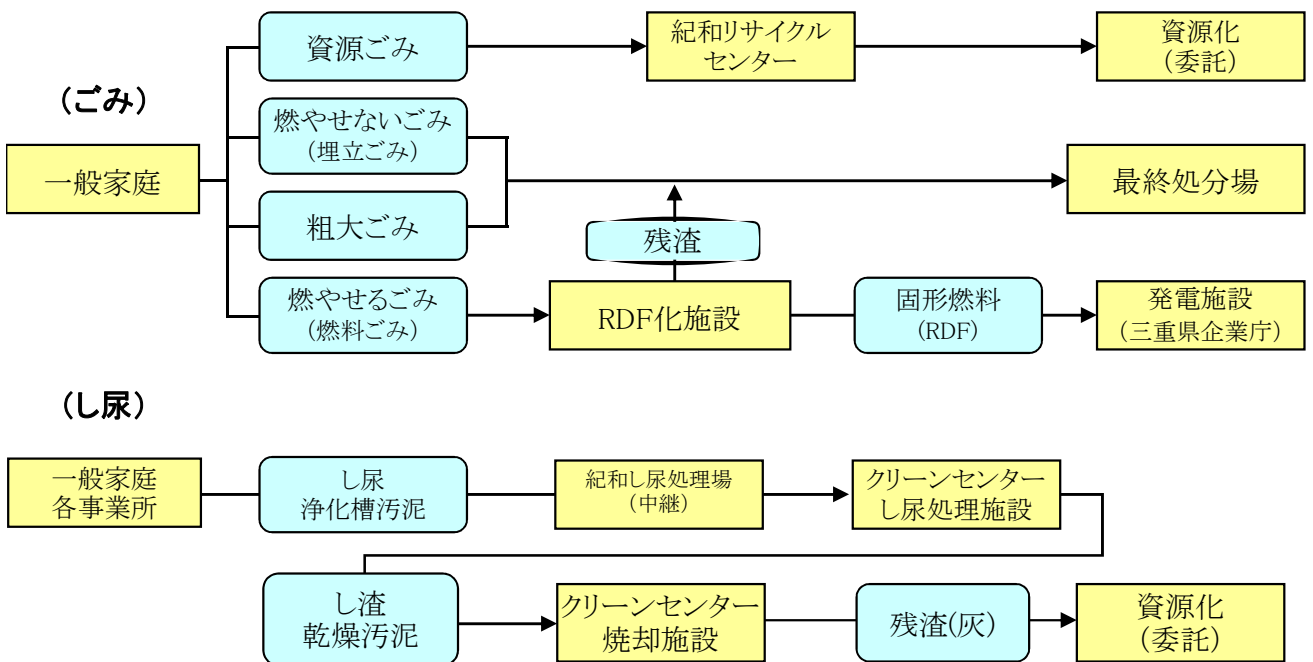 資源ごみ
紀和リサイクル
センター
資源化
(委託)
(ごみ)
燃やせないごみ
(埋立ごみ)
一般家庭
最終処分場
粗大ごみ
残渣
燃やせるごみ
(燃料ごみ)
RDF化施設
固形燃料
(RDF)
発電施設
(三重県企業庁)
(し尿)
一般家庭
各事業所
し尿
浄化槽汚泥
紀和し尿処理場
(中継)
クリーンセンター
し尿処理施設
し渣
乾燥汚泥
クリーンセンター
焼却施設
残渣(灰)
資源化
(委託)